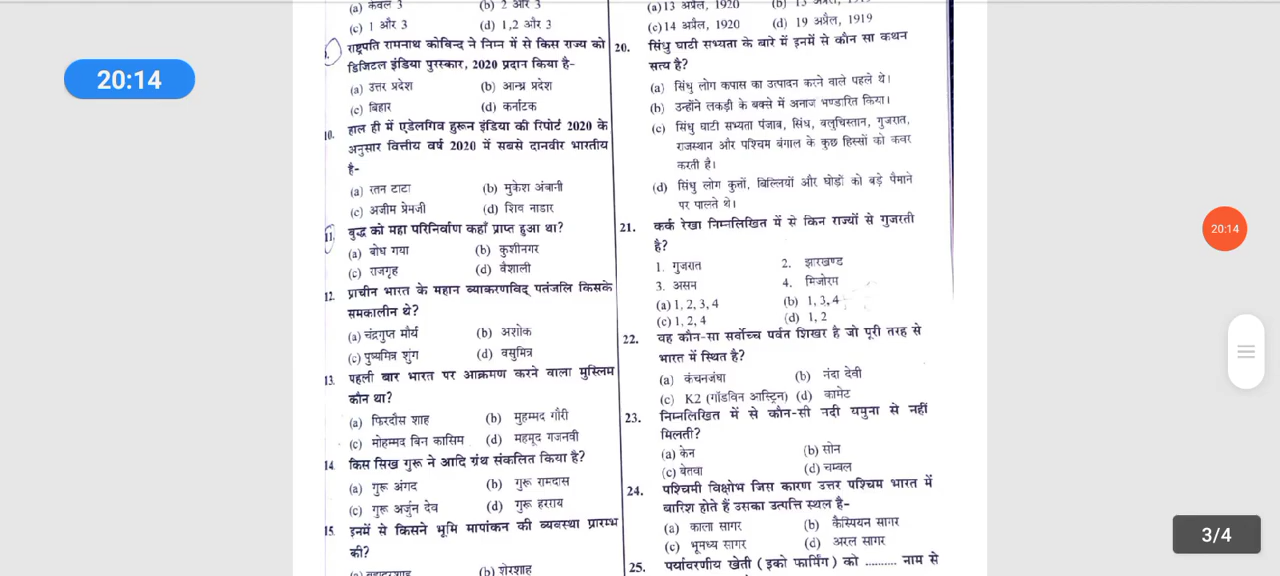 (a) केवल 3 (b) 2 और 3
(c) 1 और 3 (d) 1,2 और 3
राष्ट्रपति रामनाथ कोविन्द ने निम्न में से किस राज्य को
डिजिटल इंडिया पुरस्कार, 2020 प्रदान किया है-
(a) उत्तर प्रदेश (b) आन्ध्र प्रदेश
(c) बिहार (d) कर्नाटक
10. हाल ही में एडेलगिव हुरून इंडिया की रिपोर्ट 2020 के
अनुसार वित्तीय वर्ष 2020 में सबसे दानवीर भारतीय
है-
(a) रतन टाटा (b) मुकेश अंबानी
(c) अजीम प्रेमजी (d) शिव नाडार
11. बुद्ध को महा परिनिर्वाण कहाँ प्राप्त हुआ था?
(a) बोध गया (b) कुशीनगर
(c) राजगृह (d) वैशाली
12. प्राचीन भारत के महान व्याकरणविद् पतंजलि किसके
समकालीन थे?
(a) चंद्रगुप्त मौर्य (b) अशोक
(c) पुष्यमित्र शुंग (d) वसुमित्र
13. पहली बार भारत पर आक्रमण करने वाला मुस्लिम
कौन था?
(a) फिरदौस शाह (b) मुहम्मद गौरी
(c) मोहम्मद बिन कासिम (d) महमूद गजनवी
14. किस सिख गुरू ने आदि ग्रंथ संकलित किया है?
(a) गुरू अंगद (b) गुरू रामदास
(c) गुरू अर्जुन देव (d) गुरू हरराय
15. इनमें से किसने भूमि मापांकन की व्यवस्था प्रारम्भ
की?
(a) बहादुरशाह (b) शेरशाह
(a) 13 अप्रैल, 1920 (b)
(c) 14 अप्रैल, 1920 (d) 19 अप्रैल, 1919
20. सिंधु घाटी सभ्यता के बारे में इनमें से कौन सा कथन
सत्य है?
(a) सिंधु लोग कपास का उत्पादन करने वाले पहले थे।
(b) उन्होंने लकड़ी के बक्से में अनाज भण्डारित किया।
(c) सिंधु घाटी सभ्यता पंजाब, सिंध, बलुचिस्तान, गुजरात,
राजस्थान और पश्चिम बंगाल के कुछ हिस्सों को कवर
करती है।
(d) सिंधु लोग कुत्तों, बिल्लियों और घोड़ों को बड़े पैमाने
पर पालते थे।
21. कर्क रेखा निम्नलिखित में से किन राज्यों से गुजरती
है?
1. गुजरात 2. झारखण्ड
3. असन 4. मिजोरम
(a) 1, 2, 3, 4 (b) 1, 3, 4
(c) 1, 2, 4 (d) 1, 2
22. वह कौन-सा सर्वोच्च पर्वत शिखर है जो पूरी तरह से
भारत में स्थित है?
(a) कंचनजंघा (b) नंदा देवी
(c) K2 (गॉडविन आस्ट्रिन) (d) कामेट
23. निम्नलिखित में से कौन-सी नदी यमुना से नहीं
मिलती?
(a) केन (b) सोन
(c) बेतवा (d) चम्बल
24. पश्चिमी विक्षोभ जिस कारण उत्तर पश्चिम भारत में
बारिश होते हैं उसका उत्पत्ति स्थल है-
(a) काला सागर (b) कैस्पियन सागर
(c) भूमध्य सागर (d) अरल सागर
25. पर्यावरणीय खेती (इको फार्मिंग) को .......... नाम से
20:14
20:14
3/4